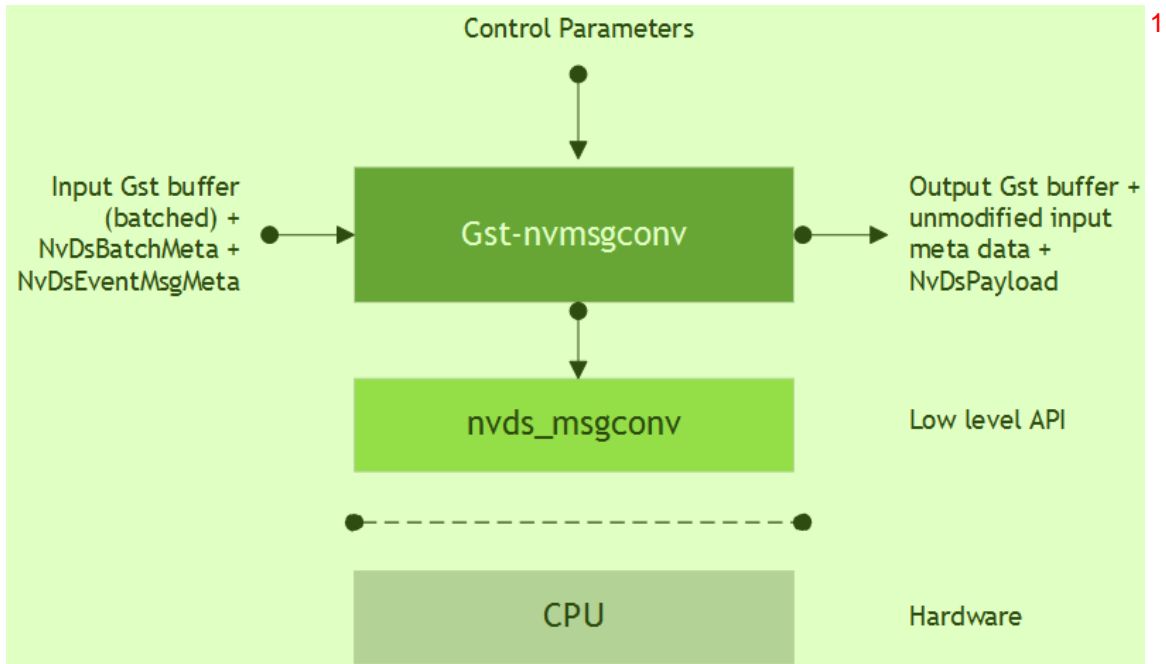 Control Parameters
1
Input Gst buffer
(batched) +
NvDsBatchMeta +
NvDsEventMsgMeta
Gst-nvmsgconv
Output Gst buffer +
unmodified input
meta data +
NvDsPayload
nvds_msgconv
Low level API
CPU
Hardware